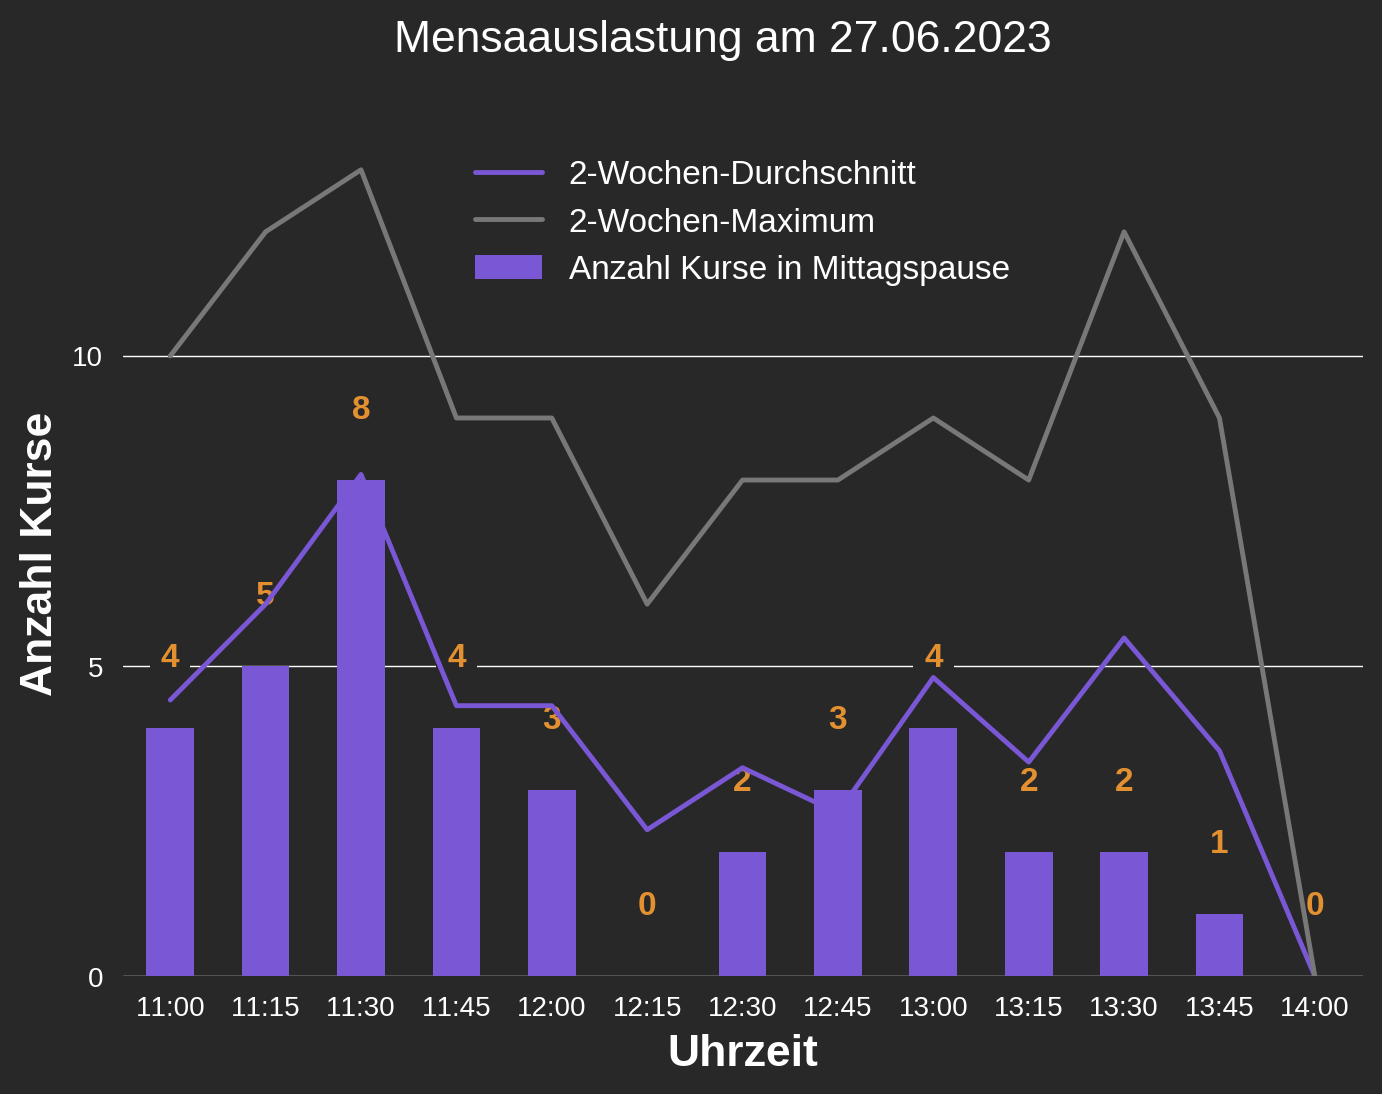 Mensaauslastung am 27.06.2023
2-Wochen-Durchschnitt
2-Wochen-Maximum
Anzahl Kurse in Mittagspause
10
5
0
Anzahl Kurse
4
5
8
4
3
0
2
3
4
2
2
1
0
11:00 11:15 11:30 11:45 12:00 12:15 12:30 12:45 13:00 13:15 13:30 13:45 14:00
Uhrzeit